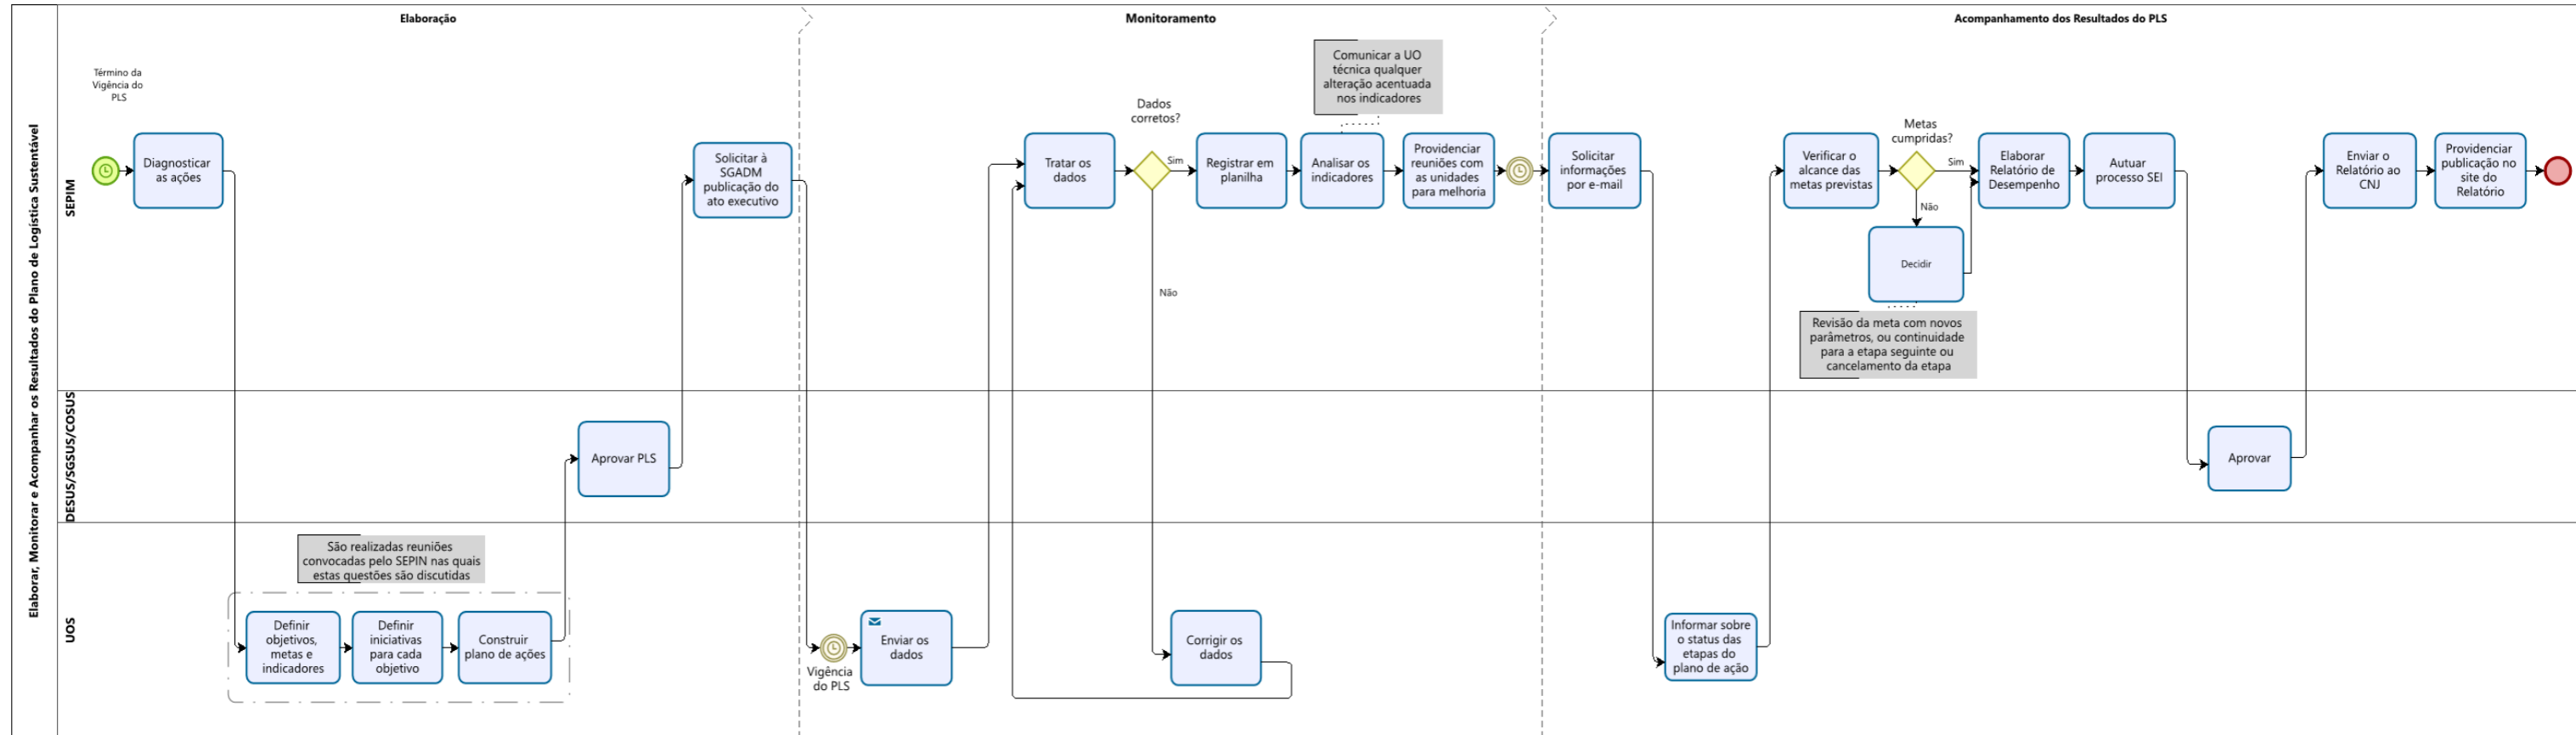 Elaborar, Monitorar e Acompanhar os Resultados do Plano de Logística Sustentável
Elaboração
Monitoramento
Acompanhamento dos Resultados do PLS
SEPIM
Término da
Vigência do
PLS
Diagnosticar
as ações
Solicitar à
SGADM
publicação do
ato executivo
Tratar os
dados
Dados
corretos?
Sim
Não
Registrar em
planilha
Comunicar a UO
técnica qualquer
alteração acentuada
nos indicadores
Analisar os
indicadores
Providenciar
reuniões com
as unidades
para melhoria
Solicitar
informações
por e-mail
Verificar o
alcance das
metas previstas
Metas
cumpridas?
Sim
Não
Decidir
Revisão da meta com novos
parâmetros, ou continuidade
para a etapa seguinte ou
cancelamento da etapa
Elaborar
Relatório de
Desempenho
Autuar
processo SEI
Enviar o
Relatório ao
CNJ
Providenciar
publicação no
site do
Relatório
DESUS/SGSUS/COSUS
Aprovar PLS
Aprovar
UOS
São realizadas reuniões
convocadas pelo SEPIN nas quais
estas questões são discutidas
Definir
objetivos,
metas e
indicadores
Definir
iniciativas
para cada
objetivo
Construir
plano de ações
Vigência
do PLS
Enviar os
dados
Corrigir os
dados
Informar sobre
o status das
etapas do
plano de ação